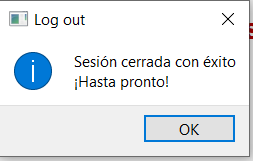 Log out
Sesión cerrada con éxito
¡Hasta pronto!
OK